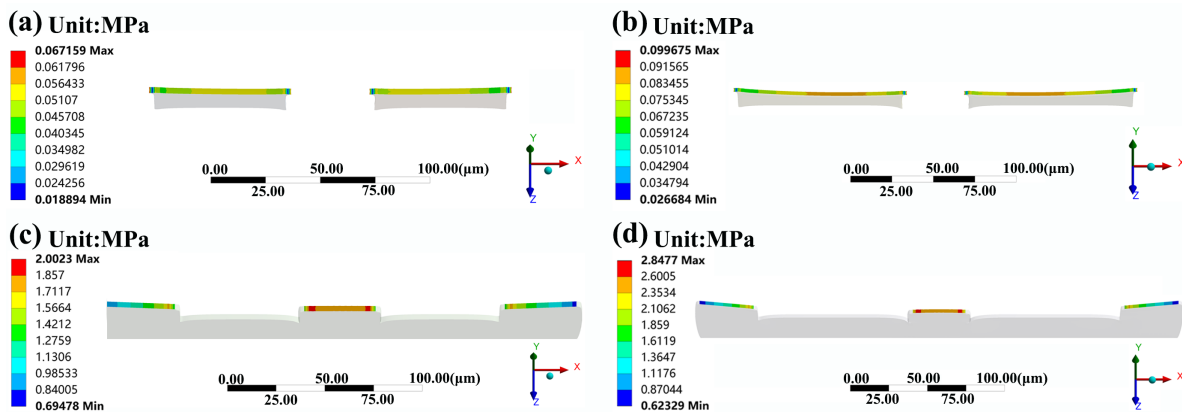 (a) Unit:MPa
0.067159 Max
0.061796
0.056433
0.05107
0.045708
0.040345
0.034982
0.029619
0.024256
0.018894 Min
0.00 50.00 100.00(μm)
25.00 75.00
Y
X
Z
(b) Unit:MPa
0.099675 Max
0.091565
0.083455
0.075345
0.067235
0.059124
0.051014
0.042904
0.034794
0.026684 Min
0.00 50.00 100.00(μm)
25.00 75.00
Y
X
Z
(c) Unit:MPa
2.0023 Max
1.857
1.7117
1.5664
1.4212
1.2759
1.1306
0.98533
0.84005
0.69478 Min
0.00 50.00 100.00(μm)
25.00 75.00
Y
X
Z
(d) Unit:MPa
2.8477 Max
2.6005
2.3534
2.1062
1.859
1.6119
1.3647
1.1176
0.87044
0.62329 Min
0.00 50.00 100.00(μm)
25.00 75.00
Y
X
Z